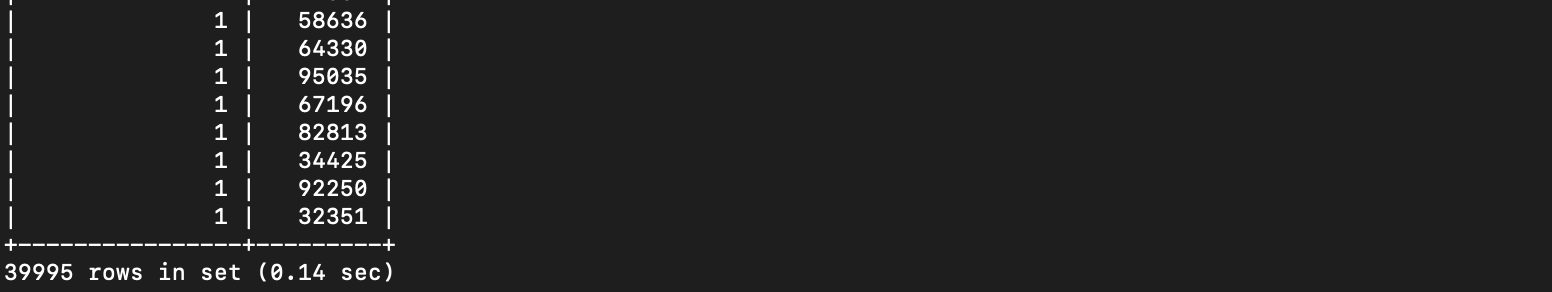 |              1 |   58636 |
|              1 |   64330 |
|              1 |   95035 |
|              1 |   67196 |
|              1 |   82813 |
|              1 |   34425 |
|              1 |   92250 |
|              1 |   32351 |
+----------------+---------+
39995 rows in set (0.14 sec)